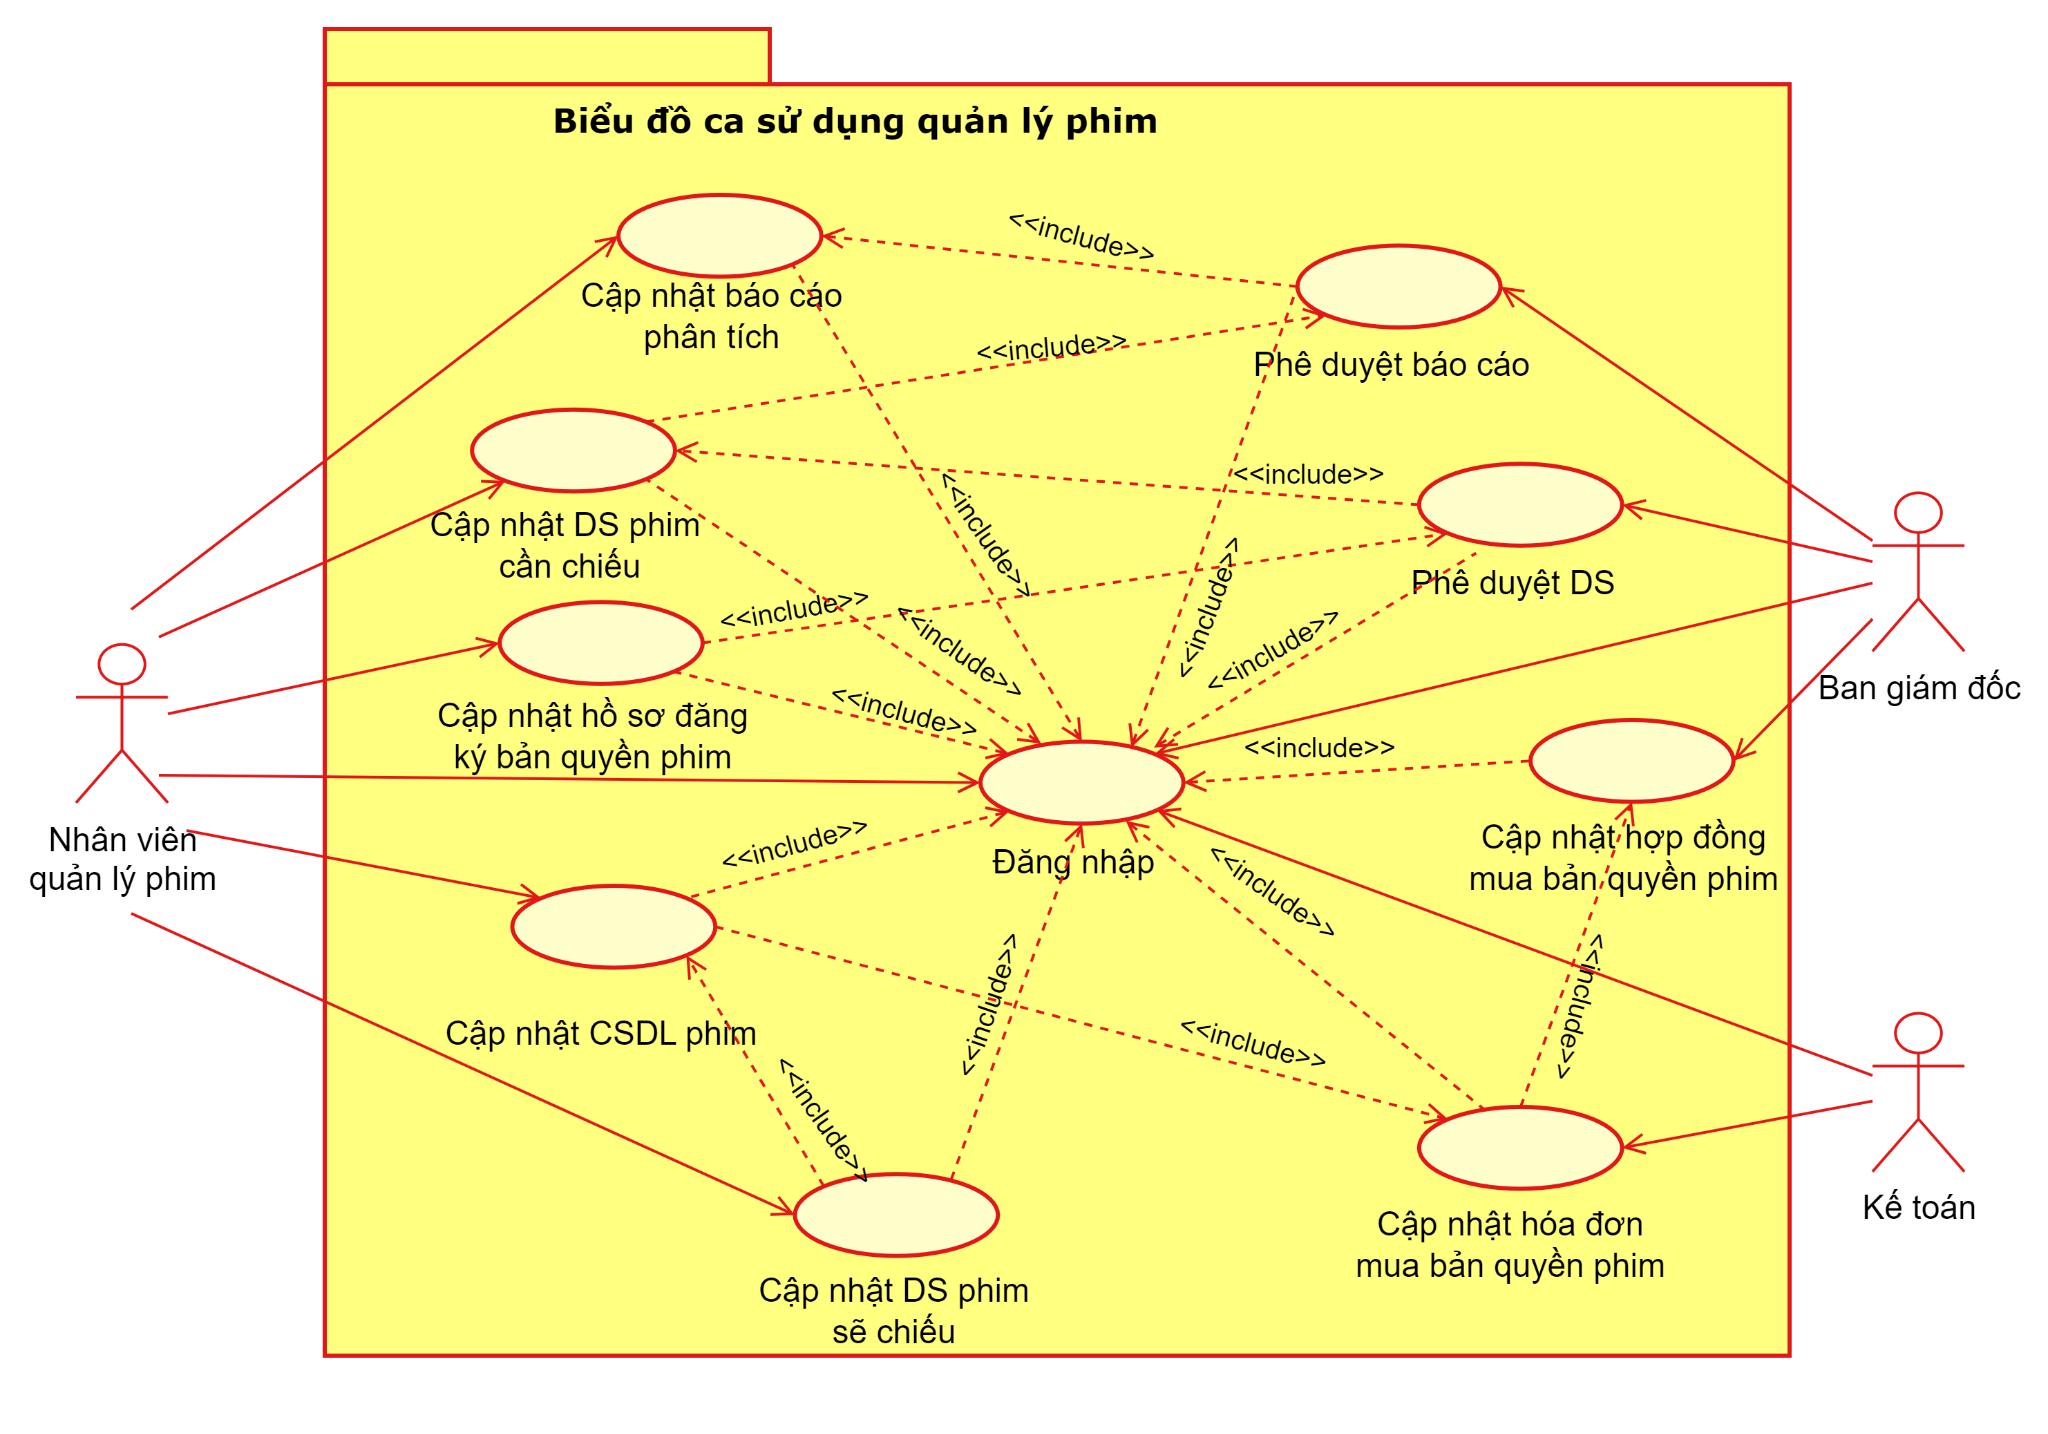 Biểu đồ ca sử dụng quản lý phim
<<include>>
Cập nhật báo cáo
phân tích
<<include>>
Phê duyệt báo cáo
<<include>>
<<include>>
Cập nhật DS phim
cần chiếu
<<include>>
<<include>>
Phê duyệt DS
<<include>>
<<include>>
<<include>>
Ban giám đốc
Cập nhật hồ sơ đăng
ký bản quyền phim
<<include>>
<<include>>
Nhân viên
quản lý phim
<<include>>
Đăng nhập
<<include>>
Cập nhật hợp đồng
mua bản quyền phim
<<include>>
<<include>>
Cập nhật CSDL phim
<<include>>
<<include>>
Kế toán
Cập nhật hóa đơn
mua bản quyền phim
Cập nhật DS phim
sẽ chiếu